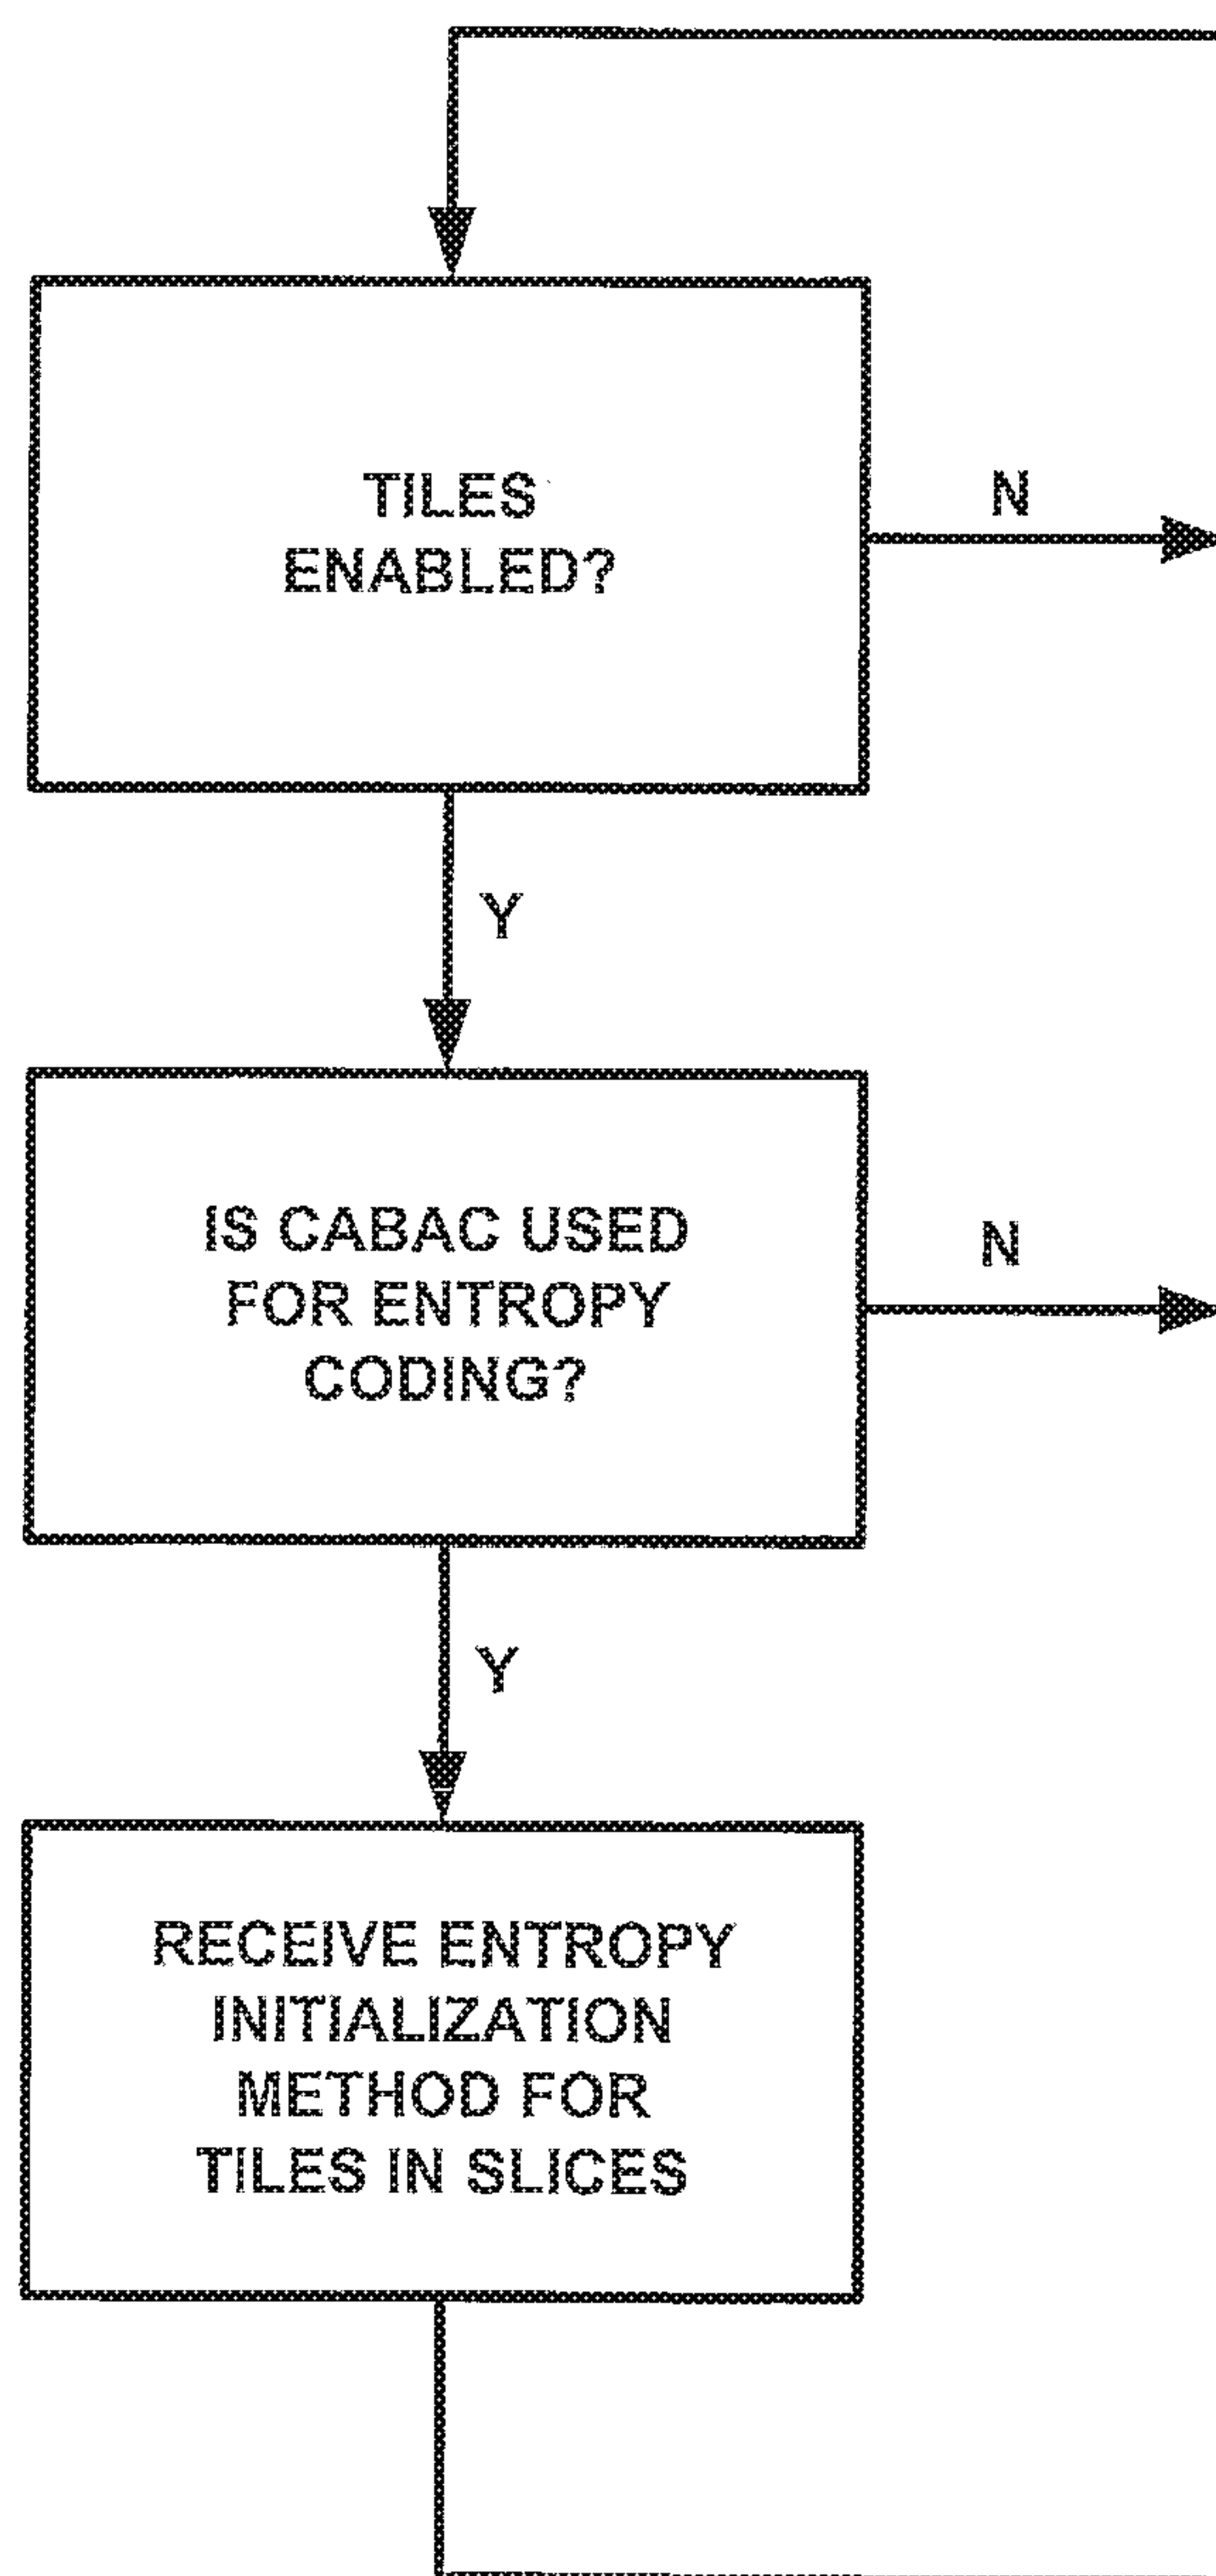 TILES
ENABLED?
N
Y
IS CABAC USED
FOR ENTROPY
CODING?
N
Y
RECEIVE ENTROPY
INITIALIZATION
METHOD FOR
TILES IN SLICES